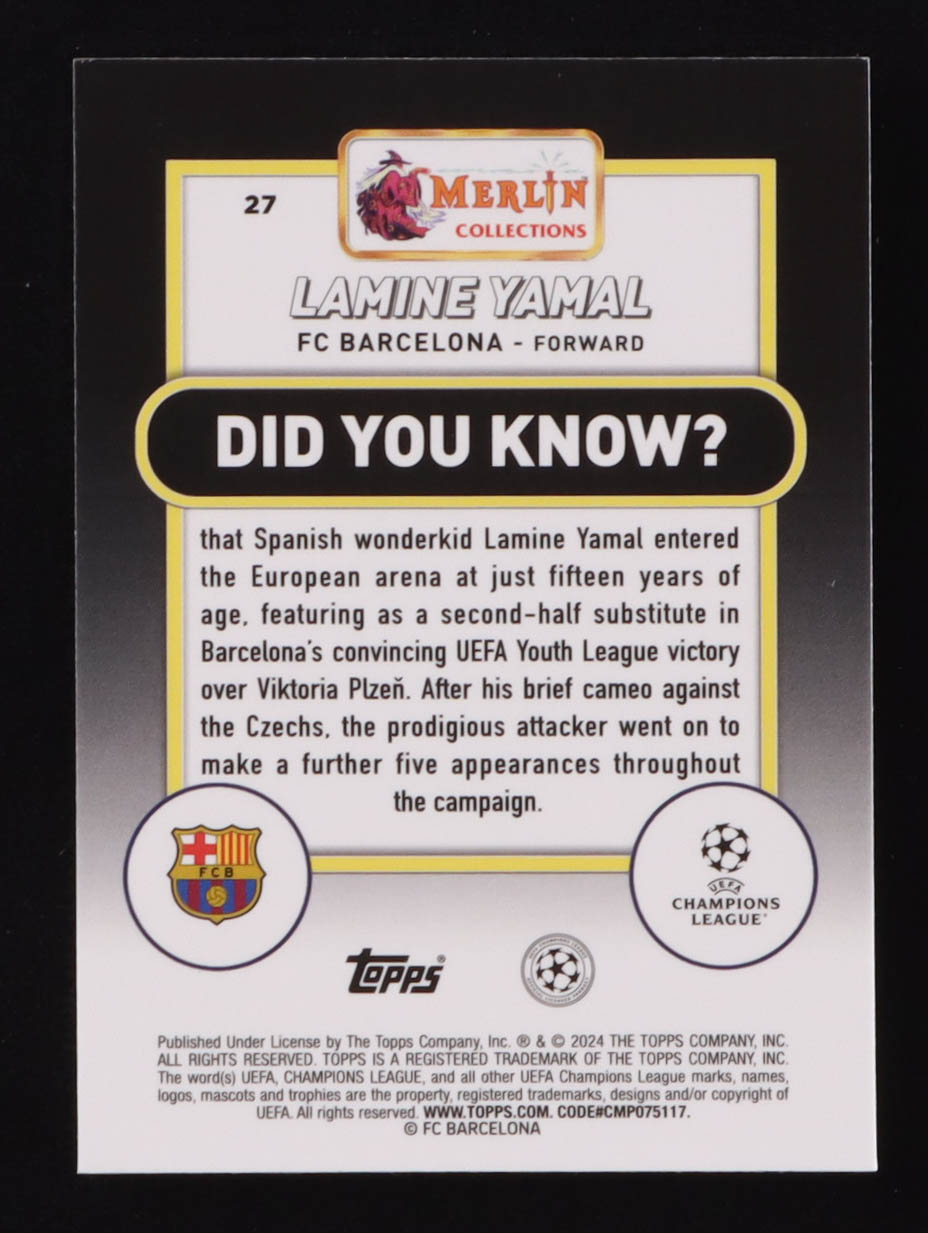 27
MERLIN
COLLECTIONS
LAMINE YAMAL
FC BARCELONA - FORWARD
DID YOU KNOW?
that Spanish wonderkid Lamine Yamal entered
the European arena at just fifteen years of
age, featuring as a second-half substitute in
Barcelona's convincing UEFA Youth League victory
over Viktoria Plzeň. After his brief cameo against
the Czechs, the prodigious attacker went on to
make a further five appearances throughout
the campaign.
FCB
UEFA
CHAMPIONS
LEAGUE®
Topps®
Published Under License by The Topps Company, Inc. ® & © 2024 THE TOPPS COMPANY, INC.
ALL RIGHTS RESERVED. TOPPS IS A REGISTERED TRADEMARK OF THE TOPPS COMPANY, INC.
The word(s) UEFA, CHAMPIONS LEAGUE, and all other UEFA Champions League marks, names,
logos, mascots and trophies are the property, registered trademarks, designs and/or copyright of
UEFA. All rights reserved. WWW.TOPPS.COM. CODE#CMP075117.
© FC BARCELONA